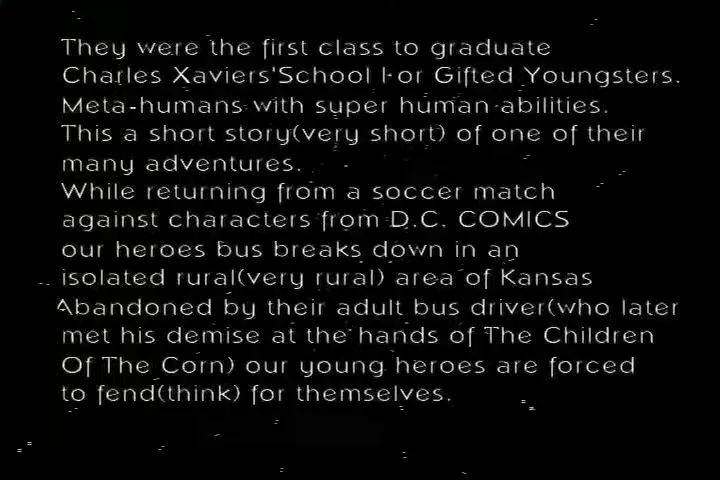 They were the first class to graduate
Charles Xaviers'School For Gifted Youngsters.
Meta-humans with super human abilities.
This a short story(very short) of one of their
many adventures.
While returning from a soccer match
against characters from D.C. COMICS
our heroes bus breaks down in an
isolated rural(very rural) area of Kansas
Abandoned by their adult bus driver(who later
met his demise at the hands of The Children
Of The Corn) our young heroes are forced
to fend(think) for themselves.